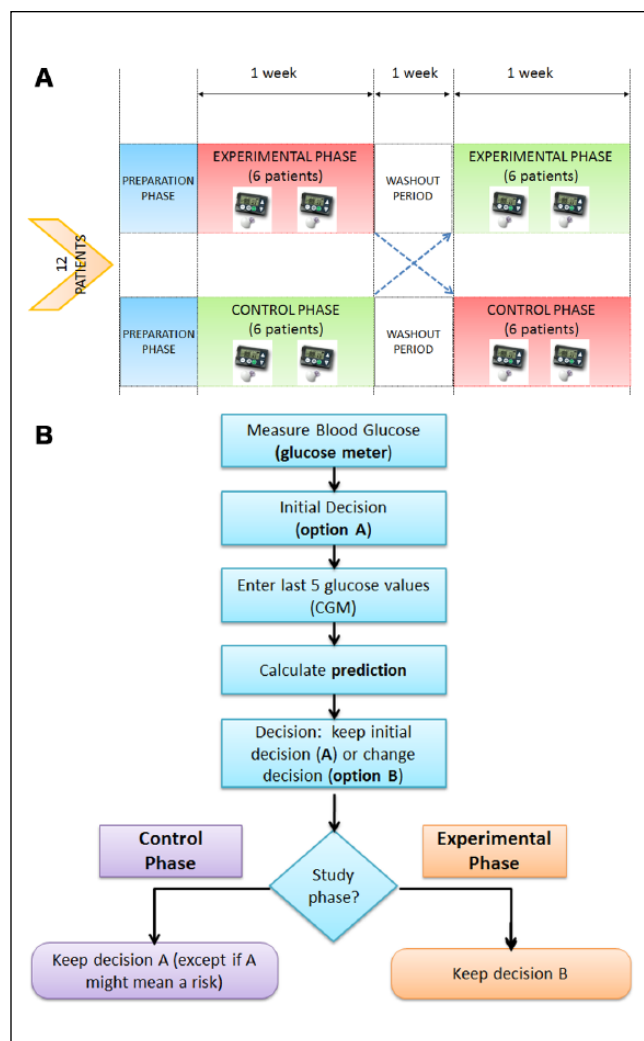 A
1 week
1 week
1 week
PREPARATION
PHASE
EXPERIMENTAL PHASE
(6 patients)
WASHOUT
PERIOD
EXPERIMENTAL PHASE
(6 patients)
12
PATIENTS
PREPARATION
PHASE
CONTROL PHASE
(6 patients)
WASHOUT
PERIOD
CONTROL PHASE
(6 patients)
B
Measure Blood Glucose
(glucose meter)
Initial Decision
(option A)
Enter last 5 glucose values
(CGM)
Calculate prediction
Decision: keep initial
decision (A) or change
decision (option B)
Control
Phase
Study
phase?
Experimental
Phase
Keep decision A (except if A
might mean a risk)
Keep decision B